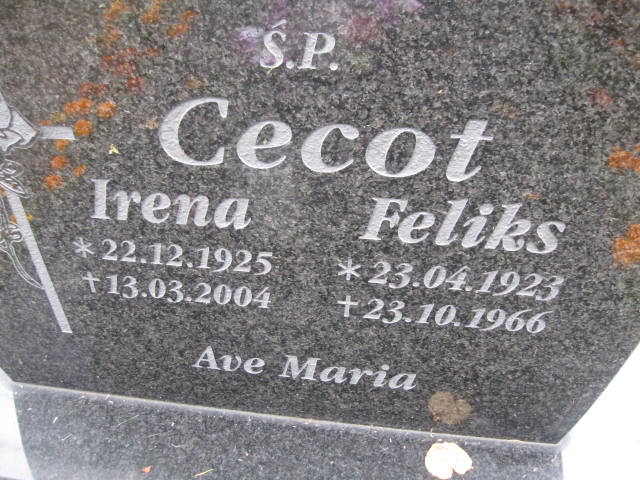 Ś.P.
Cecot
Irena Feliks
* 22.12.1925 * 23.04.1923
† 13.03.2004 † 23.10.1966
Ave Maria